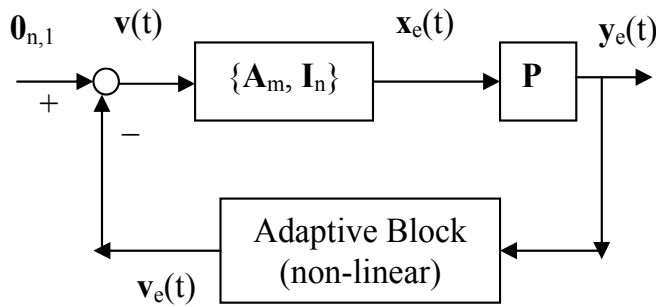 0n,1
v(t)
xe(t)
ye(t)
{Am, In}
P
+
−
Adaptive Block
(non-linear)
ve(t)